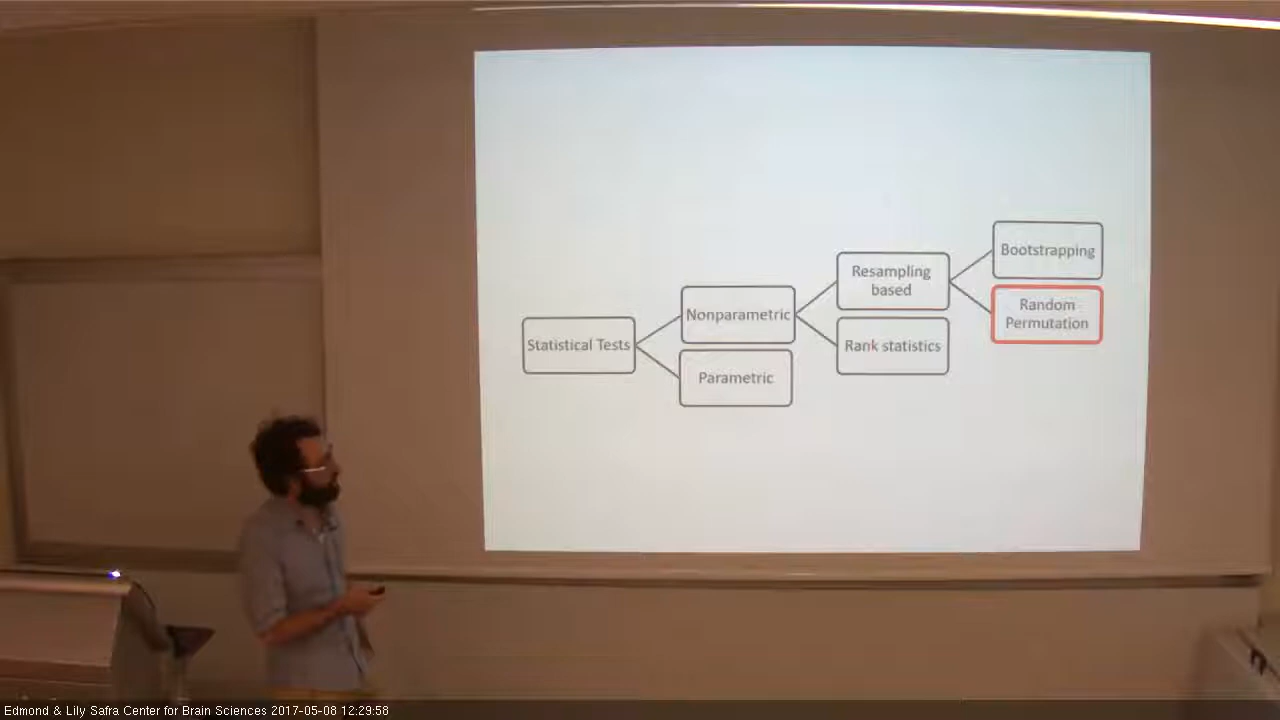 Bootstrapping
Resampling
based
Random
Permutation
Nonparametric
Statistical Tests
Rank statistics
Parametric
Edmond & Lily Safra Center for Brain Sciences 2017-05-08 12:29:58